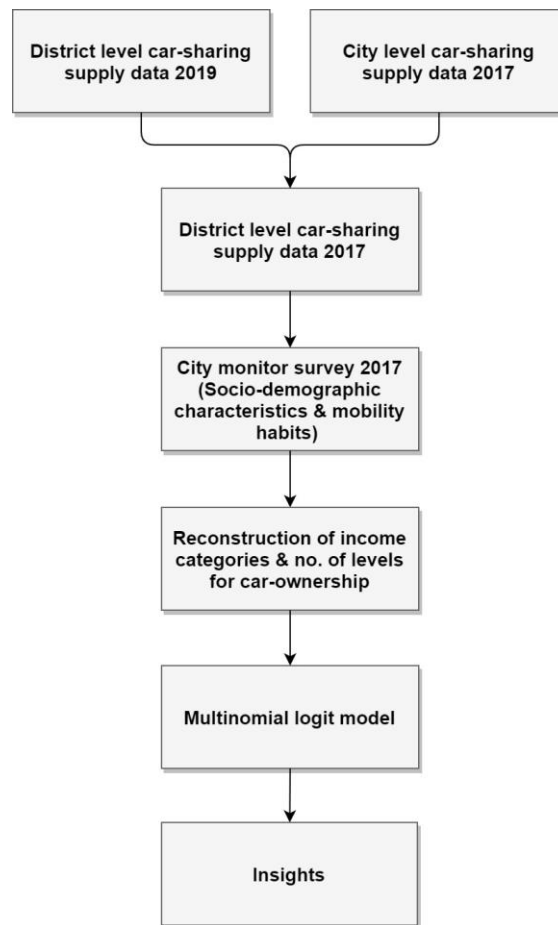 District level car-sharing
supply data 2019
City level car-sharing
supply data 2017
District level car-sharing
supply data 2017
City monitor survey 2017
(Socio-demographic
characteristics & mobility
habits)
Reconstruction of income
categories & no. of levels
for car-ownership
Multinomial logit model
Insights